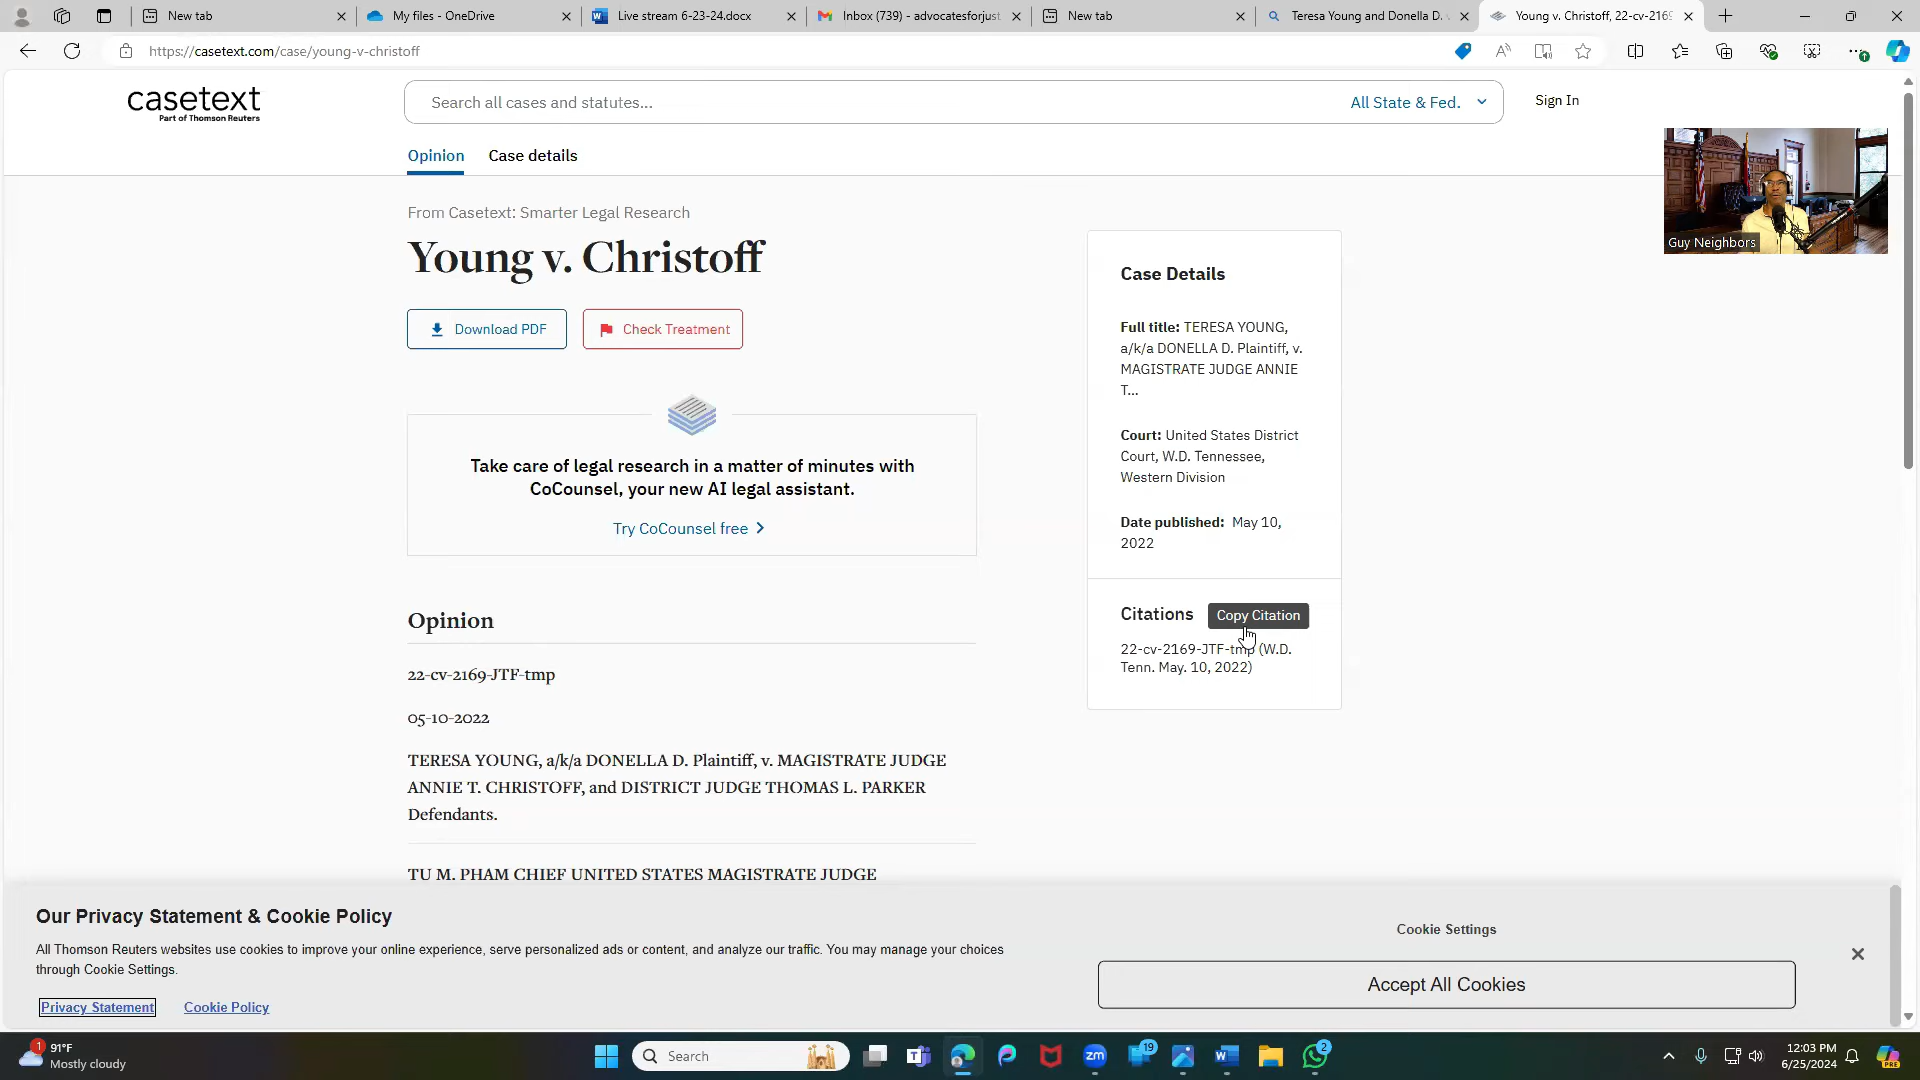 New tab
My files - OneDrive
Live stream 6-23-24.docx
Inbox (739) - advocatesforjust
New tab
Teresa Young and Donella D.
Young v. Christoff, 22-cv-2169
https://casetext.com/case/young-v-christoff
casetext
Part of Thomson Reuters
Search all cases and statutes...
All State & Fed.
Sign In
Opinion
Case details
Guy Neighbors
From Casetext: Smarter Legal Research
Young v. Christoff
Download PDF
Check Treatment
Take care of legal research in a matter of minutes with
CoCounsel, your new AI legal assistant.
Try CoCounsel free
Opinion
22-cv-2169-JTF-tmp
05-10-2022
TERESA YOUNG, a/k/a DONELLA D. Plaintiff, v. MAGISTRATE JUDGE
ANNIE T. CHRISTOFF, and DISTRICT JUDGE THOMAS L. PARKER
Defendants.
TU M. PHAM CHIEF UNITED STATES MAGISTRATE JUDGE
Case Details
Full title: TERESA YOUNG,
a/k/a DONELLA D. Plaintiff, v.
MAGISTRATE JUDGE ANNIE
T...
Court: United States District
Court, W.D. Tennessee,
Western Division
Date published: May 10,
2022
Citations
Copy Citation
22-cv-2169-JTF-tmp (W.D.
Tenn. May. 10, 2022)
Our Privacy Statement & Cookie Policy
All Thomson Reuters websites use cookies to improve your online experience, serve personalized ads or content, and analyze our traffic. You may manage your choices
through Cookie Settings.
Privacy Statement
Cookie Policy
Cookie Settings
Accept All Cookies
1
91°F
Mostly cloudy
Search
zm
19
2
12:03 PM
6/25/2024
PRE